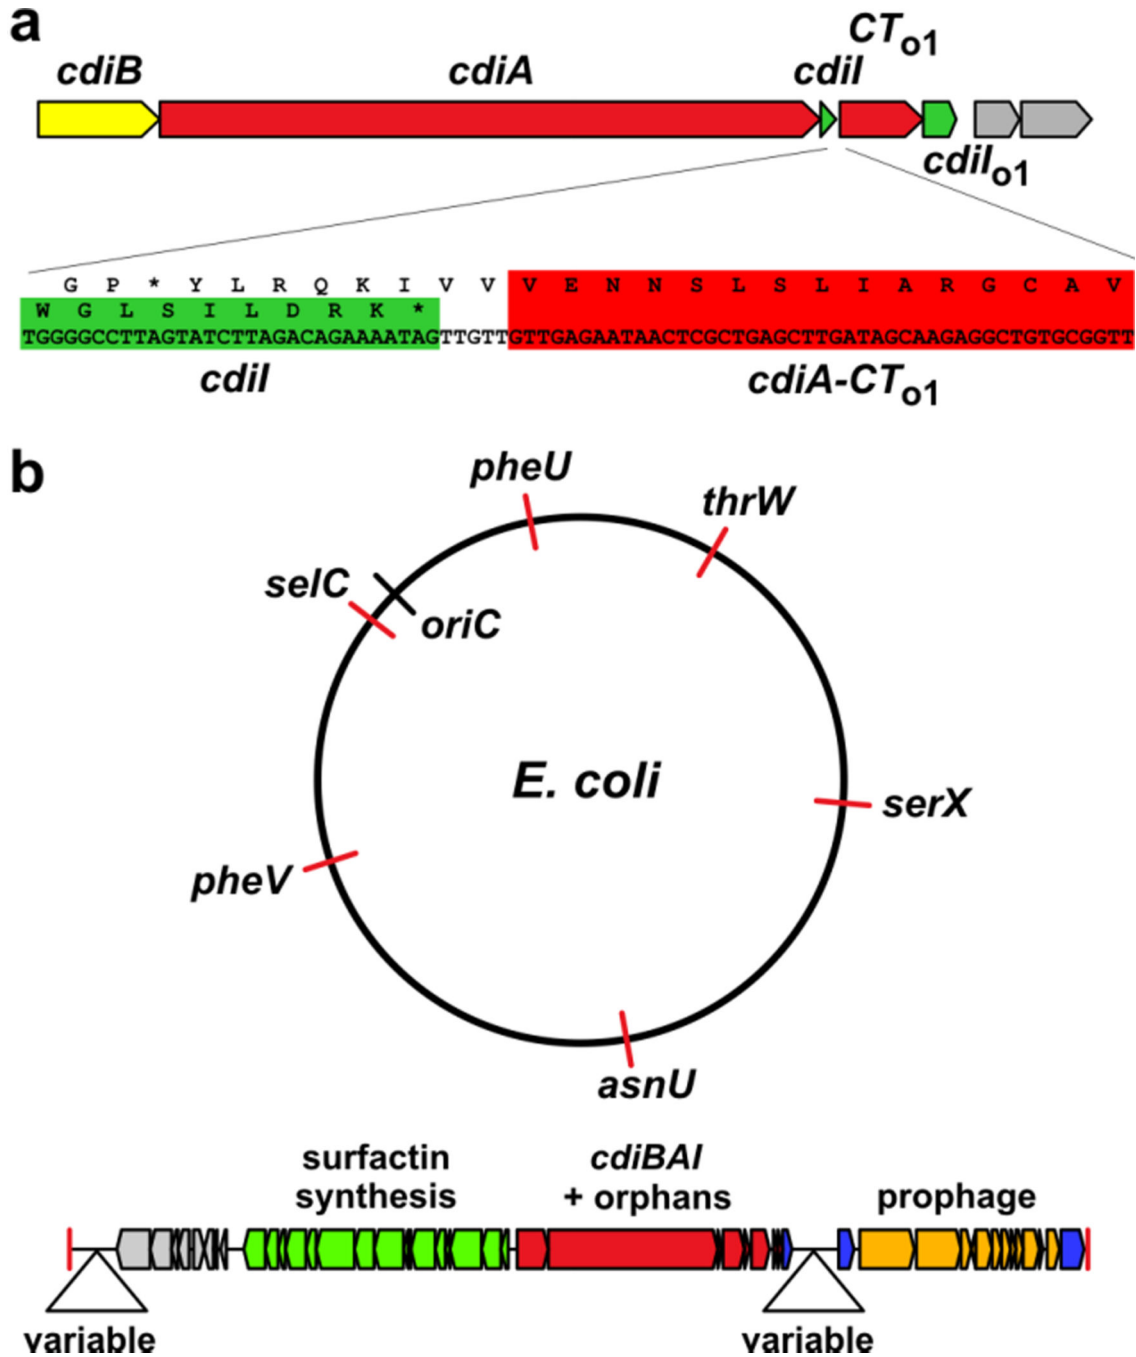 a
cdiB cdiA cdiI CTo1
cdiIo1
G P * Y L R Q K I V V V E N N S L S L I A R G C A V
W G L S I L D R K *
TGGGGCCTTAGTATCTTAGACAGAAAATAGTTGTTGTTGAGAATAACTCGCTGAGCTTGATAGCAAGAGGCTGTGCGGTT
cdiI cdiA-CTo1
b
pheU
thrW
selC
oriC
E. coli
serX
pheV
asnU
surfactin
synthesis
cdiBAI
+ orphans
prophage
variable variable